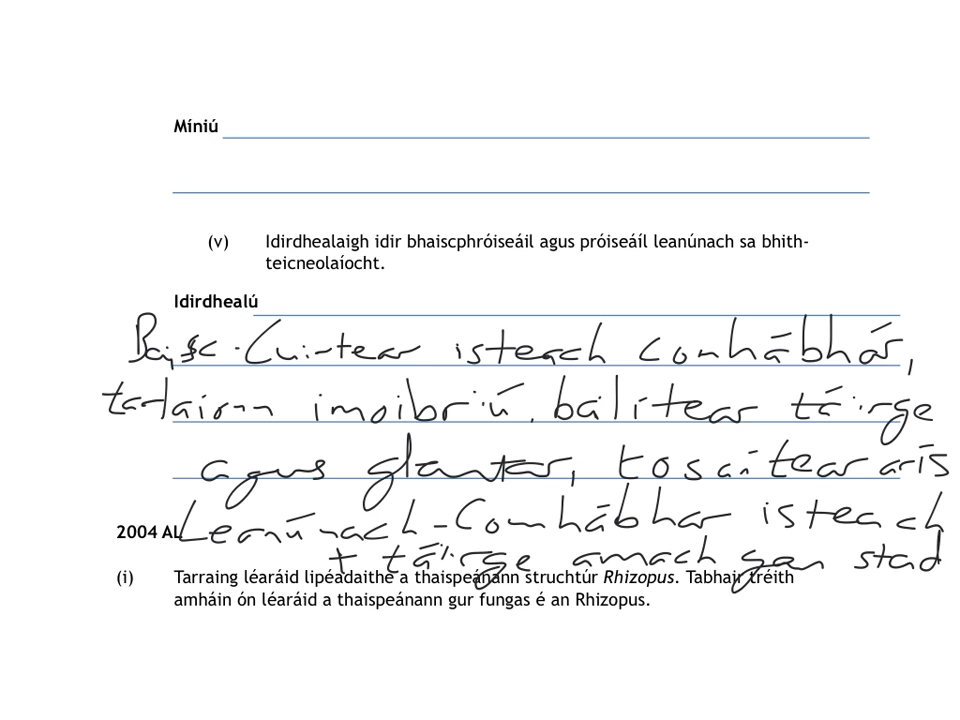 Míniú
(v) Idirdhealaigh idir bhaiscphróiseáil agus próiseáíl leanúnach sa bhith-
teicneolaíocht.
Idirdhealú
Baisc. Cuirtear isteach comhábhár,
tarlaíonn imoibriú. bailítear táirge
agus glantar, tosaítear arís
2004 AL Leanúnach - Comhábhar isteach
+ táirge amach gan stad
(i) Tarraing léaráid lipéadaithe a thaispeánann struchtúr Rhizopus. Tabhair tréith
amháin ón léaráid a thaispeánann gur fungas é an Rhizopus.